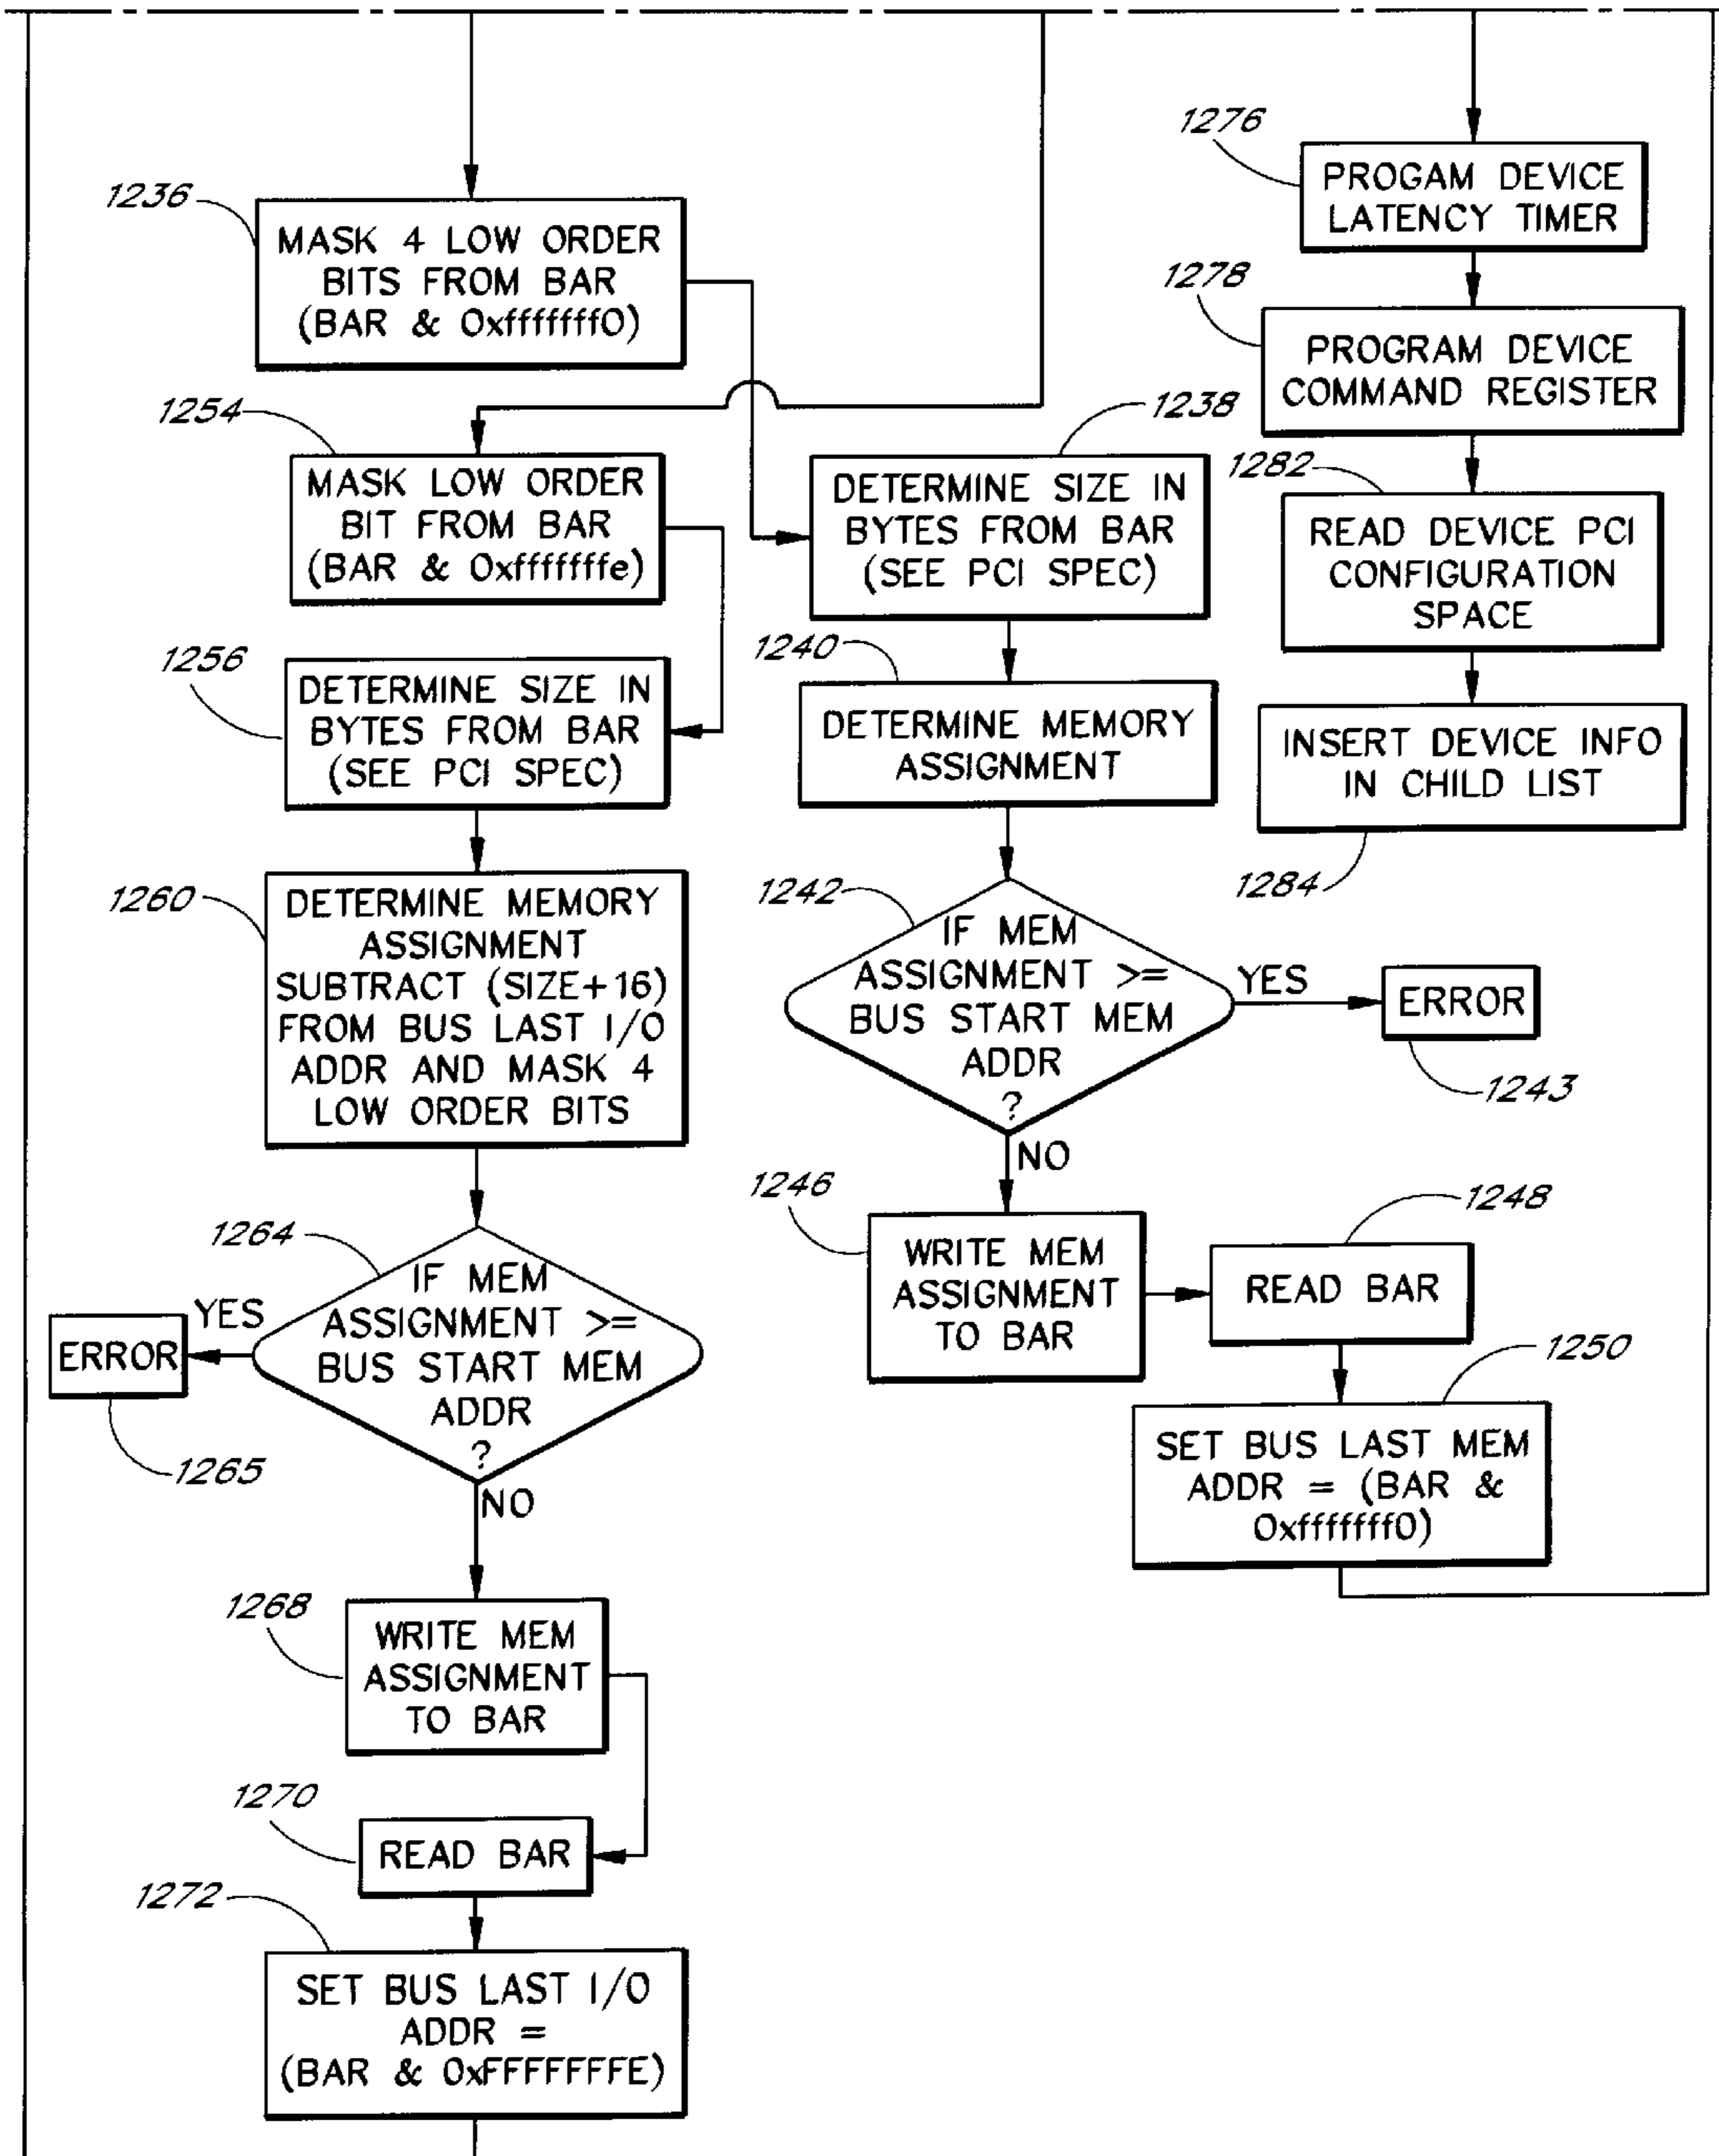 1236
MASK 4 LOW ORDER
BITS FROM BAR
(BAR & 0xfffffff0)
1254
MASK LOW ORDER
BIT FROM BAR
(BAR & 0xfffffffe)
1256
DETERMINE SIZE IN
BYTES FROM BAR
(SEE PCI SPEC)
1260
DETERMINE MEMORY
ASSIGNMENT
SUBTRACT (SIZE+16)
FROM BUS LAST I/O
ADDR AND MASK 4
LOW ORDER BITS
1264
IF MEM
ASSIGNMENT >=
BUS START MEM
ADDR
?
YES
ERROR
1265
NO
1268
WRITE MEM
ASSIGNMENT
TO BAR
1270
READ BAR
1272
SET BUS LAST I/O
ADDR =
(BAR & 0xFFFFFFFE)
1238
DETERMINE SIZE IN
BYTES FROM BAR
(SEE PCI SPEC)
1240
DETERMINE MEMORY
ASSIGNMENT
1242
IF MEM
ASSIGNMENT >=
BUS START MEM
ADDR
?
YES
ERROR
1243
NO
1246
WRITE MEM
ASSIGNMENT
TO BAR
1248
READ BAR
1250
SET BUS LAST MEM
ADDR = (BAR &
0xfffffff0)
1276
PROGAM DEVICE
LATENCY TIMER
1278
PROGRAM DEVICE
COMMAND REGISTER
1282
READ DEVICE PCI
CONFIGURATION
SPACE
INSERT DEVICE INFO
IN CHILD LIST
1284